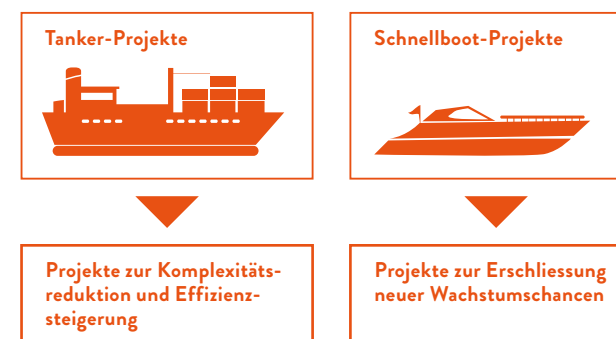 Tanker-Projekte
Schnellboot-Projekte
Projekte zur Komplexitäts-
reduktion und Effizienz-
steigerung
Projekte zur Erschliessung
neuer Wachstumschancen